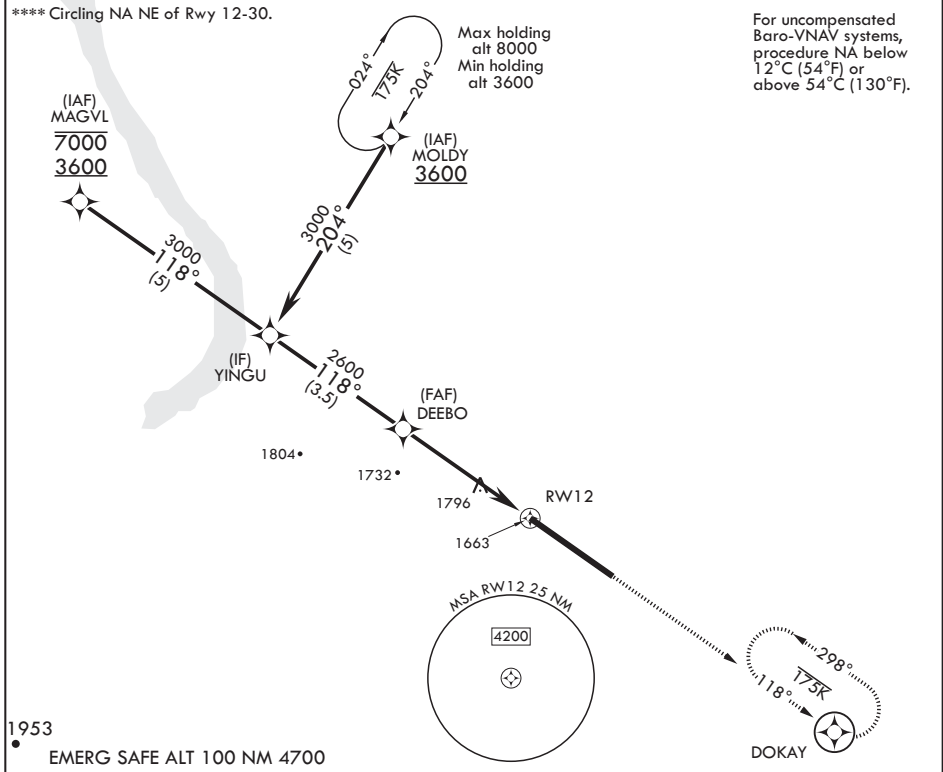 **** Circling NA NE of Rwy 12-30.
Max holding
alt 8000
Min holding
alt 3600
For uncompensated
Baro-VNAV systems,
procedure NA below
12°C (54°F) or
above 54°C (130°F).
024°
175K
204°
(IAF)
MAGVL
7000
3600
(IAF)
MOLDY
3600
3000
204°
(5)
3000
118°
(5)
(IF)
YINGU
2600
118°
(3.5)
(FAF)
DEEBO
1804
1732
1796
RW12
1663
MSA RW12 25 NM
4200
298°
175K
118°
DOKAY
1953
EMERG SAFE ALT 100 NM 4700